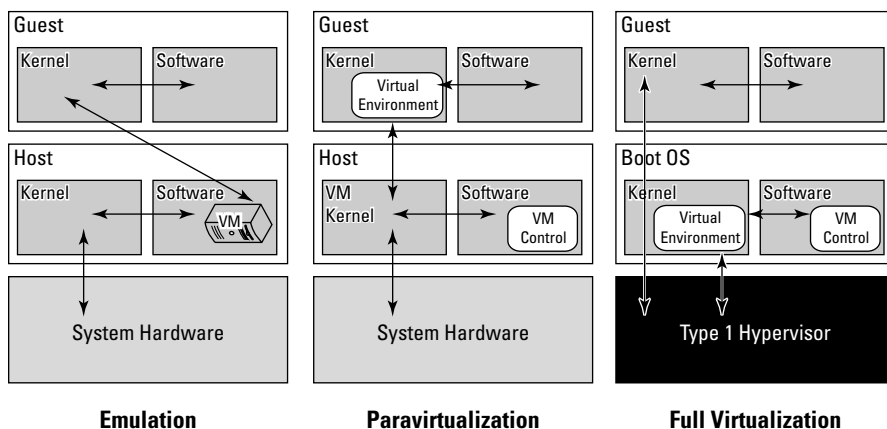 Guest
Kernel
Software
Host
Kernel
Software
VM
System Hardware
Emulation
Guest
Kernel
Software
Virtual
Environment
Host
VM
Kernel
Software
VM
Control
System Hardware
Paravirtualization
Guest
Kernel
Software
Boot OS
Kernel
Software
Virtual
Environment
VM
Control
Type 1 Hypervisor
Full Virtualization